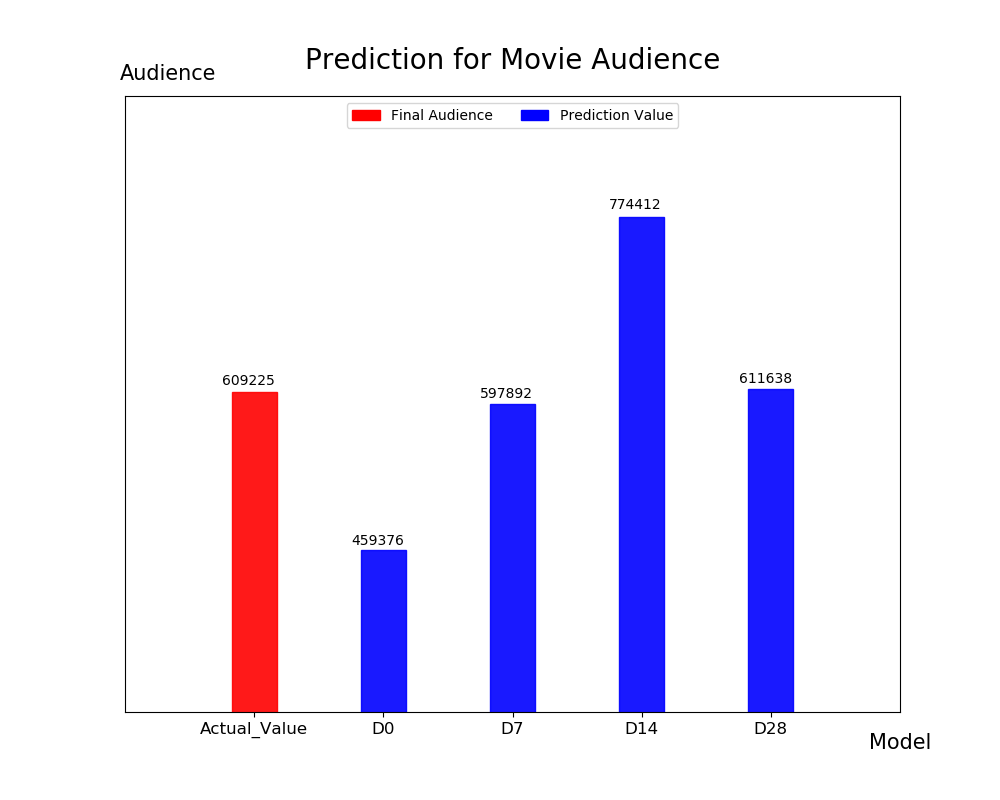 Prediction for Movie Audience
Audience
Final Audience Prediction Value
774412
609225
597892
611638
459376
Actual_Value D0 D7 D14 D28
Model